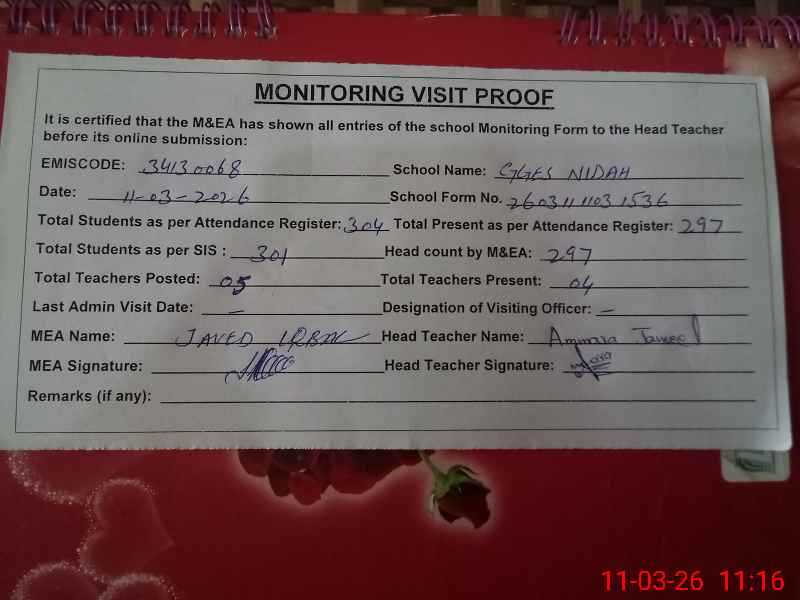 MONITORING VISIT PROOF
It is certified that the M&EA has shown all entries of the school Monitoring Form to the Head Teacher
before its online submission:
EMISCODE: 34130068 School Name: GGES NIDAH
Date: 11-03-2026 School Form No. 260311 1103 1536
Total Students as per Attendance Register: 304 Total Present as per Attendance Register: 297
Total Students as per SIS : 301 Head count by M&EA: 297
Total Teachers Posted: 05 Total Teachers Present: 04
Last Admin Visit Date: – Designation of Visiting Officer: –
MEA Name: JAVED IQBAL Head Teacher Name: Ammara Jameel
MEA Signature: Head Teacher Signature:
Remarks (if any):
11-03-26 11:16